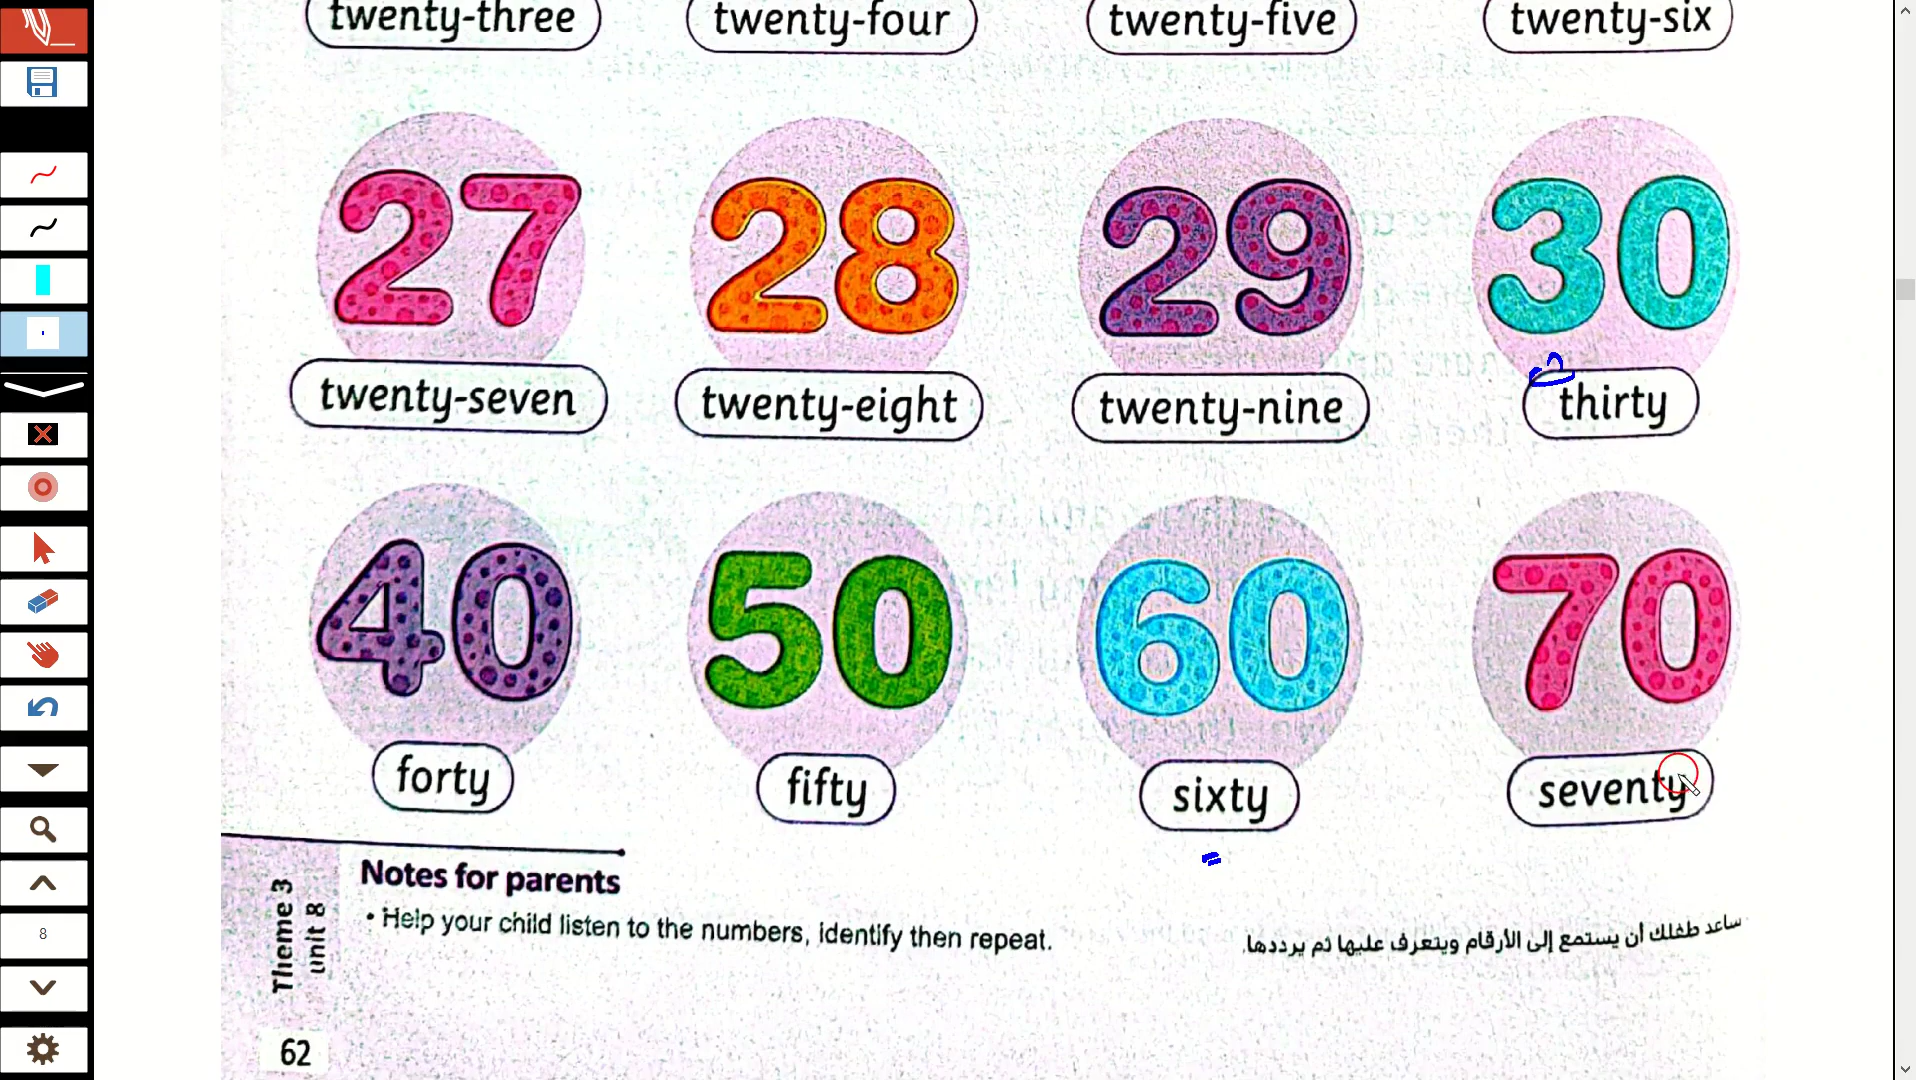 twenty-three twenty-four twenty-five twenty-six
27 28 29 30
twenty-seven twenty-eight twenty-nine thirty
40 50 60 70
forty fifty sixty seventy
Notes for parents
• Help your child listen to the numbers, identify then repeat.
ساعد طفلك أن يستمع إلى الأرقام ويتعرف عليها ثم يرددها.
Theme 3
unit 8
62
8